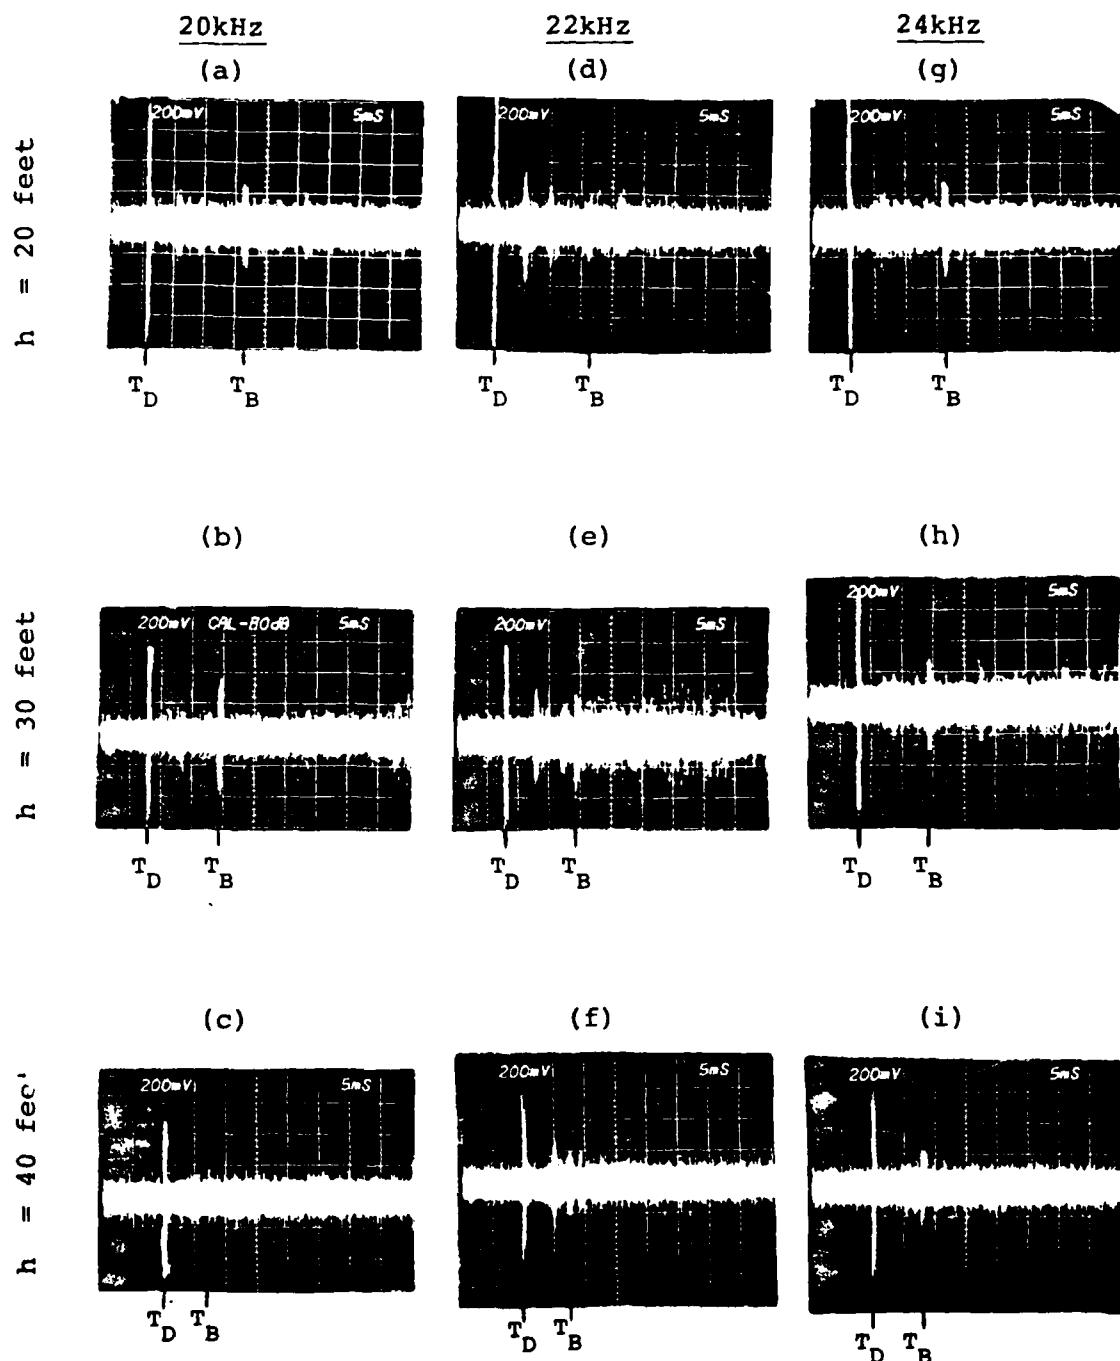 20kHz 22kHz 24kHz
(a) (d) (g)
h = 20 feet
200mV 5mS 200mV 5mS 200mV 5mS
T_D T_B T_D T_B T_D T_B
(b) (e) (h)
h = 30 feet
200mV CAL-80dB 5mS 200mV 5mS 200mV 5mS
T_D T_B T_D T_B T_D T_B
(c) (f) (i)
h = 40 fee'
200mV 5mS 200mV 5mS 200mV 5mS
T_D T_B T_D T_B T_D T_B